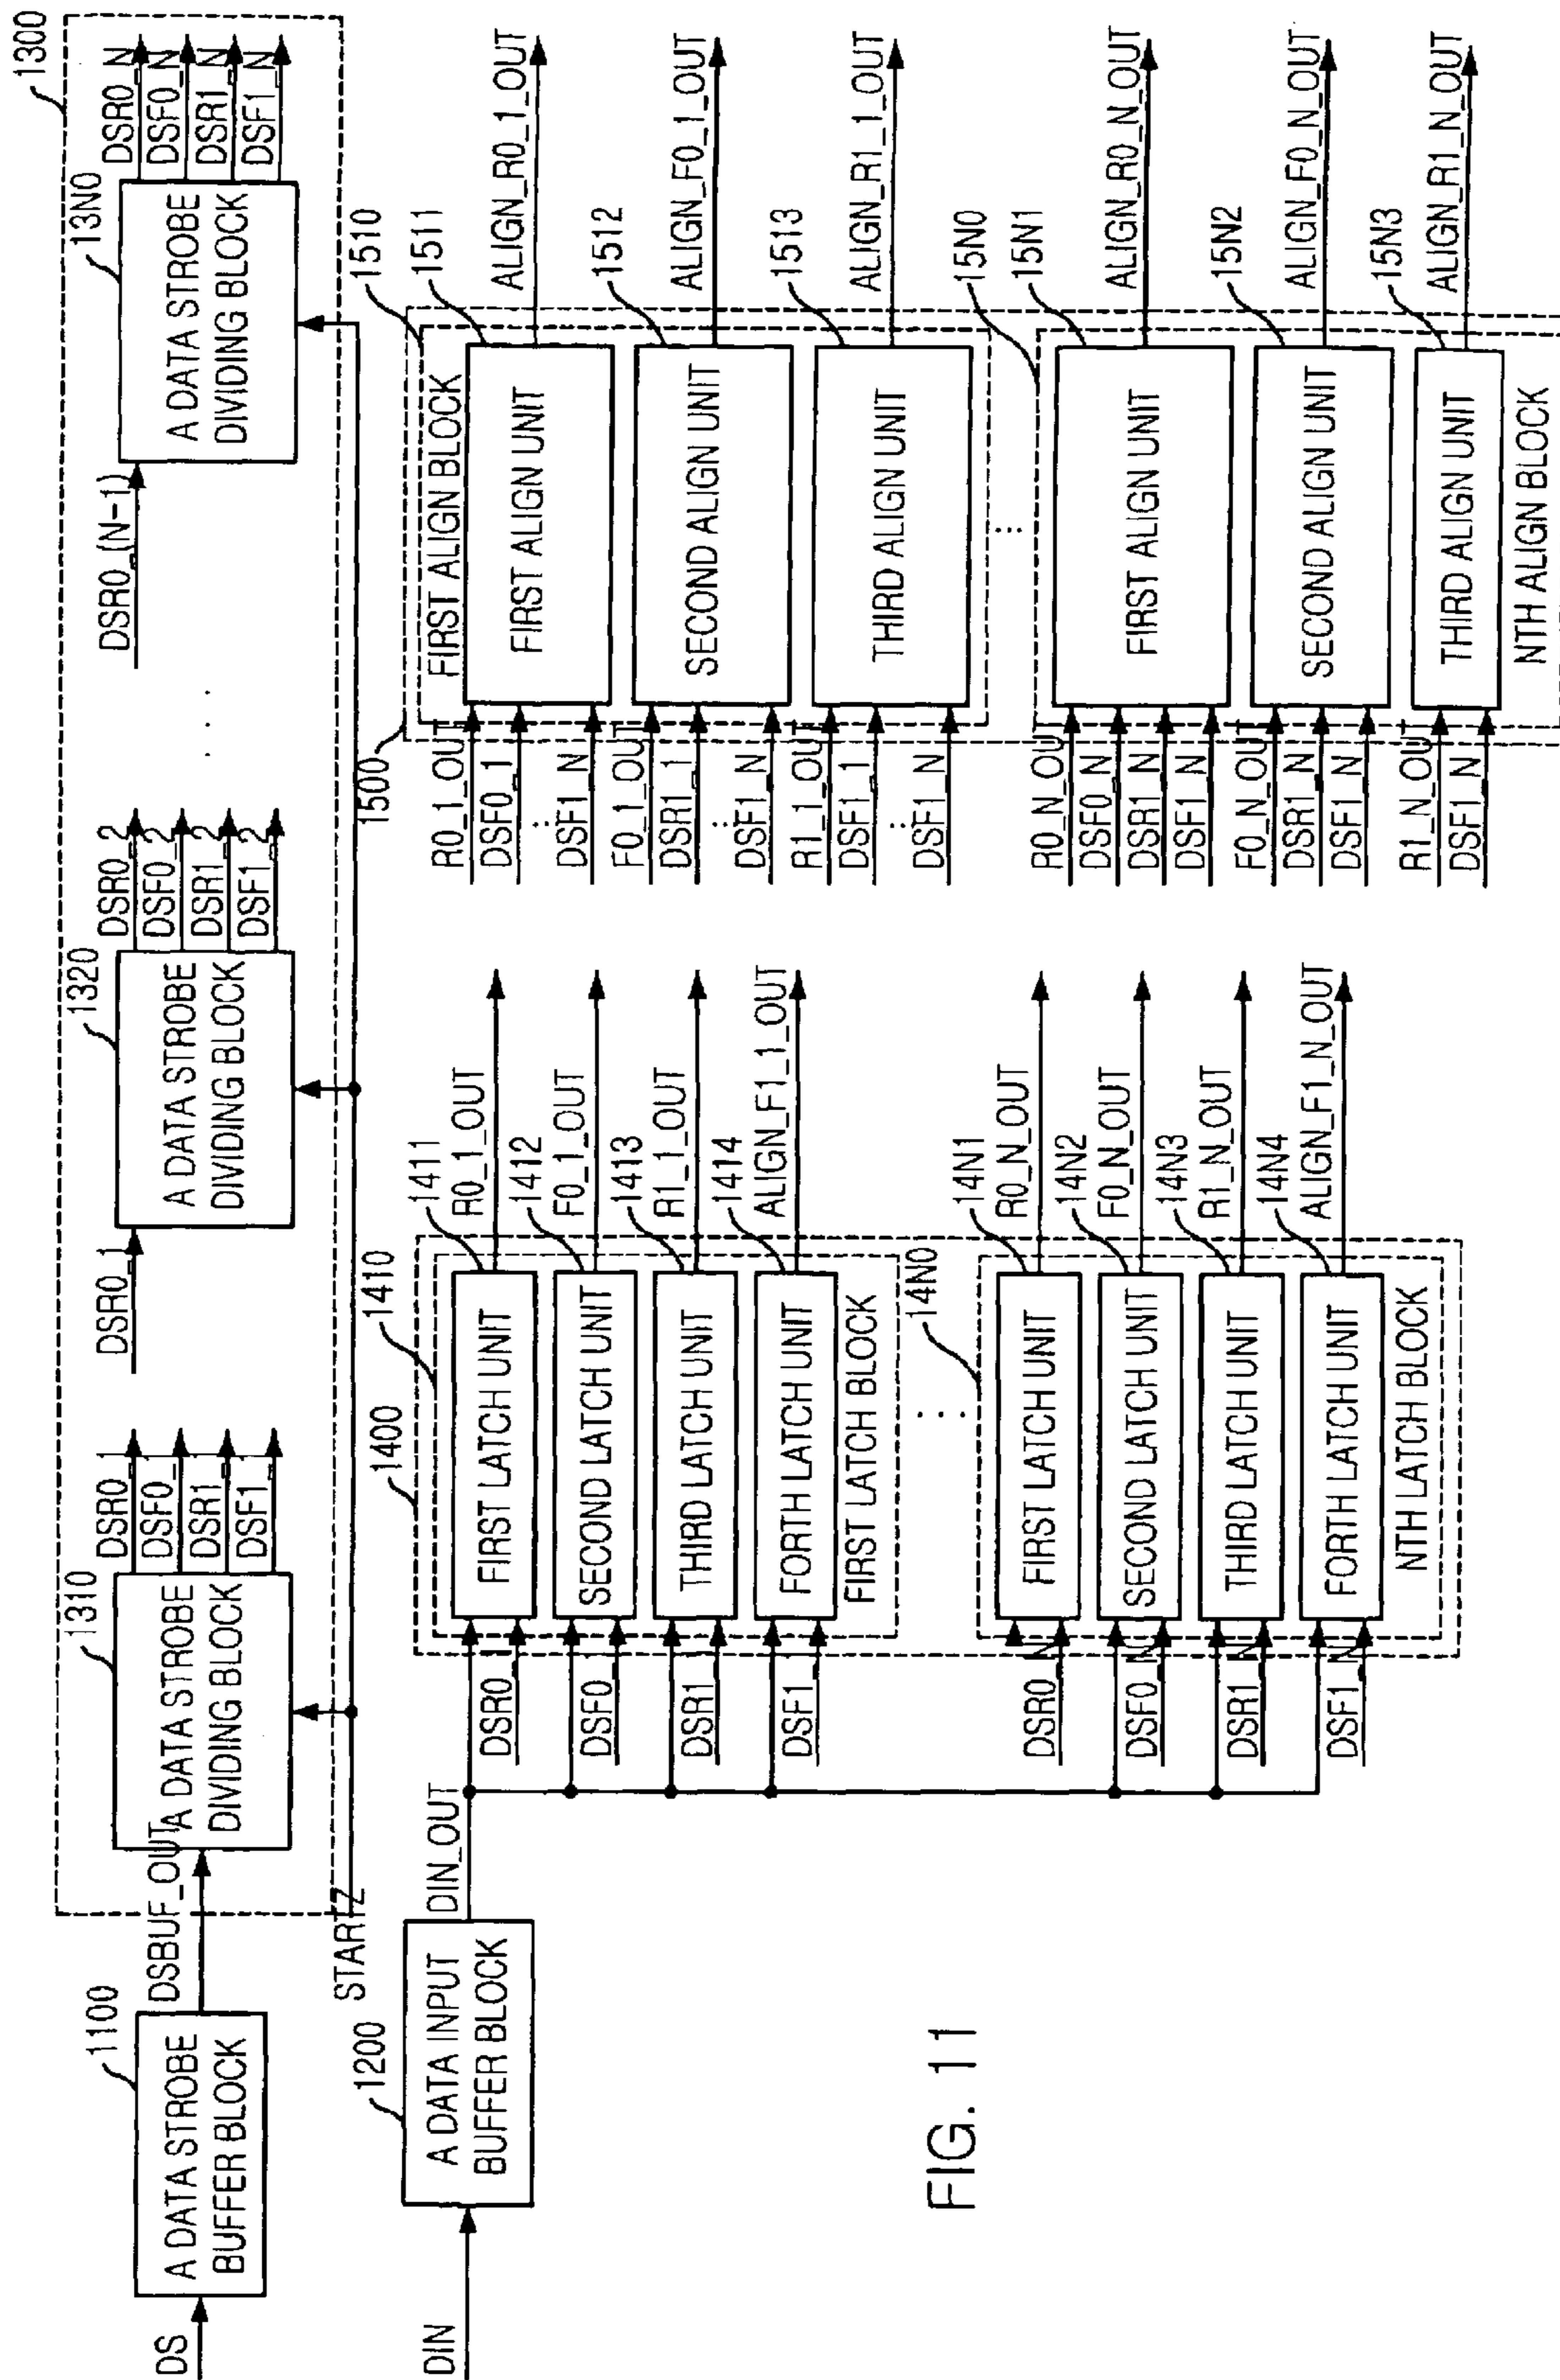 DS
1100
A DATA STROBE
BUFFER BLOCK
DSBUF_OUT
1300
1310
A DATA STROBE
DIVIDING BLOCK
DSR0_1
DSF0_1
DSR1_1
DSF1_1
DSR0_1
1320
A DATA STROBE
DIVIDING BLOCK
DSR0_2
DSF0_2
DSR1_2
DSF1_2
. . .
DSR0_(N-1)
13N0
A DATA STROBE
DIVIDING BLOCK
DSR0_N
DSF0_N
DSR1_N
DSF1_N
STARTZ
DIN
1200
A DATA INPUT
BUFFER BLOCK
DIN_OUT
1400
1410
DSR0_1
FIRST LATCH UNIT
1411
R0_1_OUT
DSF0_1
SECOND LATCH UNIT
1412
F0_1_OUT
DSR1_1
THIRD LATCH UNIT
1413
R1_1_OUT
DSF1_1
FORTH LATCH UNIT
1414
ALIGN_F1_1_OUT
FIRST LATCH BLOCK
...
14N0
DSR0_N
FIRST LATCH UNIT
14N1
R0_N_OUT
DSF0_N
SECOND LATCH UNIT
14N2
F0_N_OUT
DSR1_N
THIRD LATCH UNIT
14N3
R1_N_OUT
DSF1_N
FORTH LATCH UNIT
14N4
ALIGN_F1_N_OUT
NTH LATCH BLOCK
1500
1510
FIRST ALIGN BLOCK
R0_1_OUT
DSF0_1
...
DSF1_N
FIRST ALIGN UNIT
1511
ALIGN_R0_1_OUT
F0_1_OUT
DSR1_1
...
DSF1_N
SECOND ALIGN UNIT
1512
ALIGN_F0_1_OUT
R1_1_OUT
DSF1_1
...
DSF1_N
THIRD ALIGN UNIT
1513
ALIGN_R1_1_OUT
...
15N0
R0_N_OUT
DSF0_N
DSR1_N
DSF1_N
FIRST ALIGN UNIT
15N1
ALIGN_R0_N_OUT
F0_N_OUT
DSR1_N
DSF1_N
SECOND ALIGN UNIT
15N2
ALIGN_F0_N_OUT
R1_N_OUT
DSF1_N
THIRD ALIGN UNIT
15N3
ALIGN_R1_N_OUT
NTH ALIGN BLOCK
FIG. 11